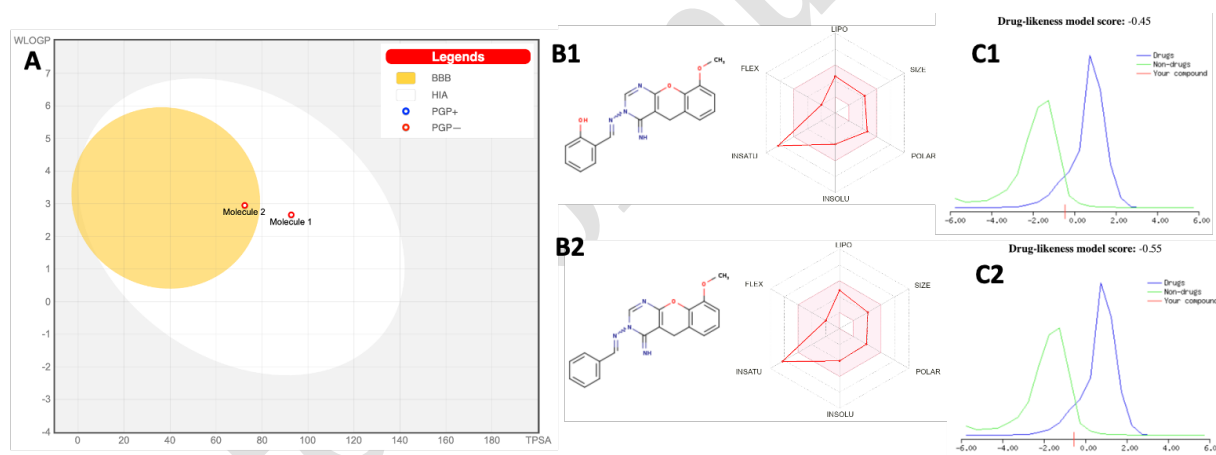 A
WLOGP
7
6
5
4
3
2
1
0
-1
-2
-3
-4
0
20
40
60
80
100
120
140
160
180
TPSA
Legends
BBB
HIA
PGP+
PGP−
Molecule 2
Molecule 1
B1
CH₃
O
N
O
N
N
NH
OH
LIPO
SIZE
POLAR
INSOLU
INSATU
FLEX
C1
Drug-likeness model score: -0.45
Drugs
Non-drugs
Your compound
-6.00
-4.00
-2.00
0.00
2.00
4.00
6.00
B2
CH₃
O
N
O
N
N
NH
LIPO
SIZE
POLAR
INSOLU
INSATU
FLEX
C2
Drug-likeness model score: -0.55
Drugs
Non-drugs
Your compound
-6.00
-4.00
-2.00
0.00
2.00
4.00